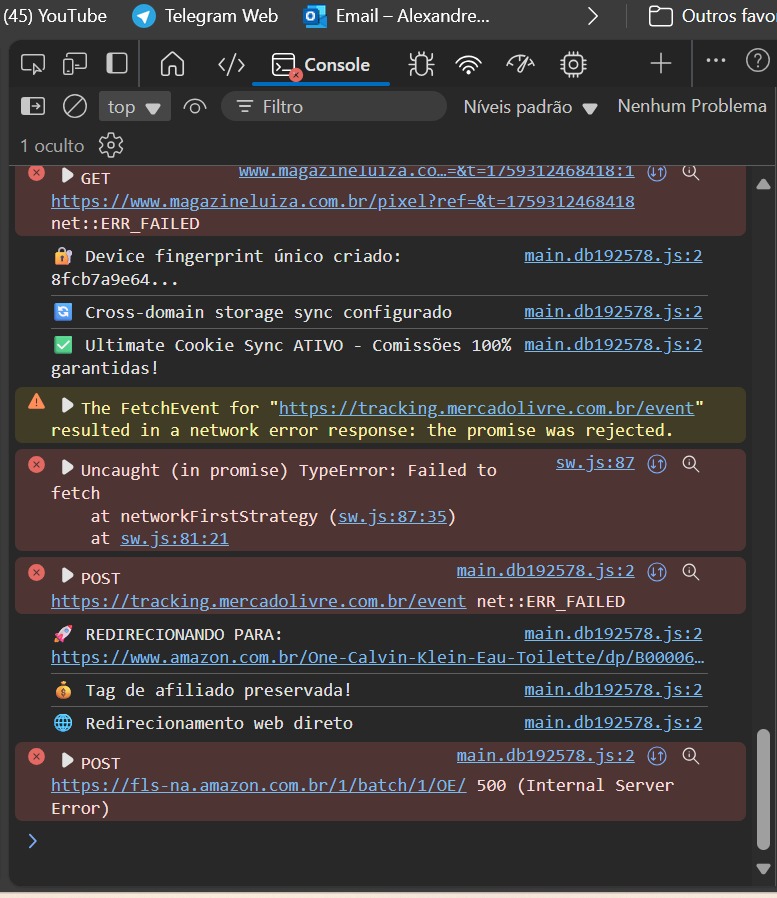 (45) YouTube Telegram Web Email – Alexandre... Outros favo
Console
top Filtro Níveis padrão Nenhum Problema
1 oculto
GET www.magazineluiza.co…=&t=1759312468418:1
https://www.magazineluiza.com.br/pixel?ref=&t=1759312468418
net::ERR_FAILED
🔐 Device fingerprint único criado: main.db192578.js:2
8fcb7a9e64...
🔄 Cross-domain storage sync configurado main.db192578.js:2
✅ Ultimate Cookie Sync ATIVO - Comissões 100% main.db192578.js:2
garantidas!
The FetchEvent for "https://tracking.mercadolivre.com.br/event"
resulted in a network error response: the promise was rejected.
Uncaught (in promise) TypeError: Failed to sw.js:87
fetch
at networkFirstStrategy (sw.js:87:35)
at sw.js:81:21
POST main.db192578.js:2
https://tracking.mercadolivre.com.br/event net::ERR_FAILED
🚀 REDIRECIONANDO PARA: main.db192578.js:2
https://www.amazon.com.br/One-Calvin-Klein-Eau-Toilette/dp/B00006…
💰 Tag de afiliado preservada! main.db192578.js:2
🌐 Redirecionamento web direto main.db192578.js:2
POST main.db192578.js:2
https://fls-na.amazon.com.br/1/batch/1/OE/ 500 (Internal Server
Error)